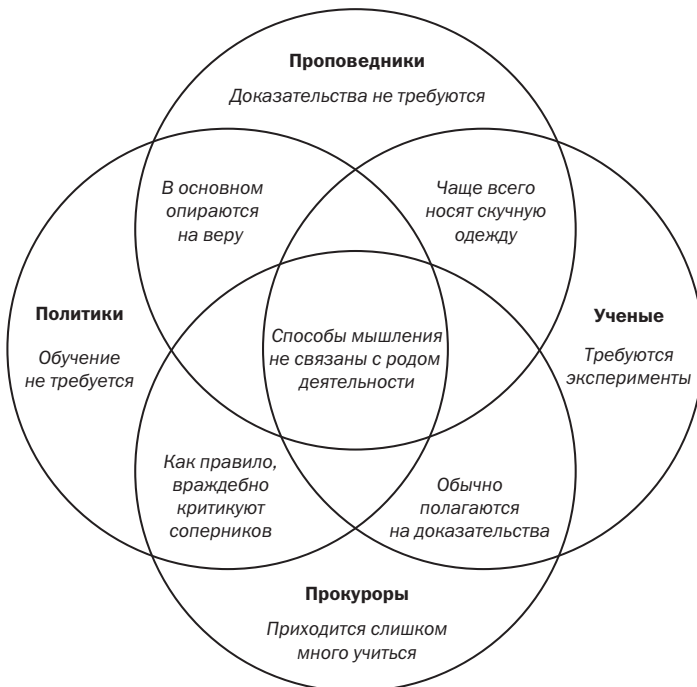 Проповедники
Доказательства не требуются
В основном
опираются
на веру
Чаще всего
носят скучную
одежду
Политики
Обучение
не требуется
Способы мышления
не связаны с родом
деятельности
Ученые
Требуются
эксперименты
Как правило,
враждебно
критикуют
соперников
Обычно
полагаются
на доказательства
Прокуроры
Приходится слишком
много учиться